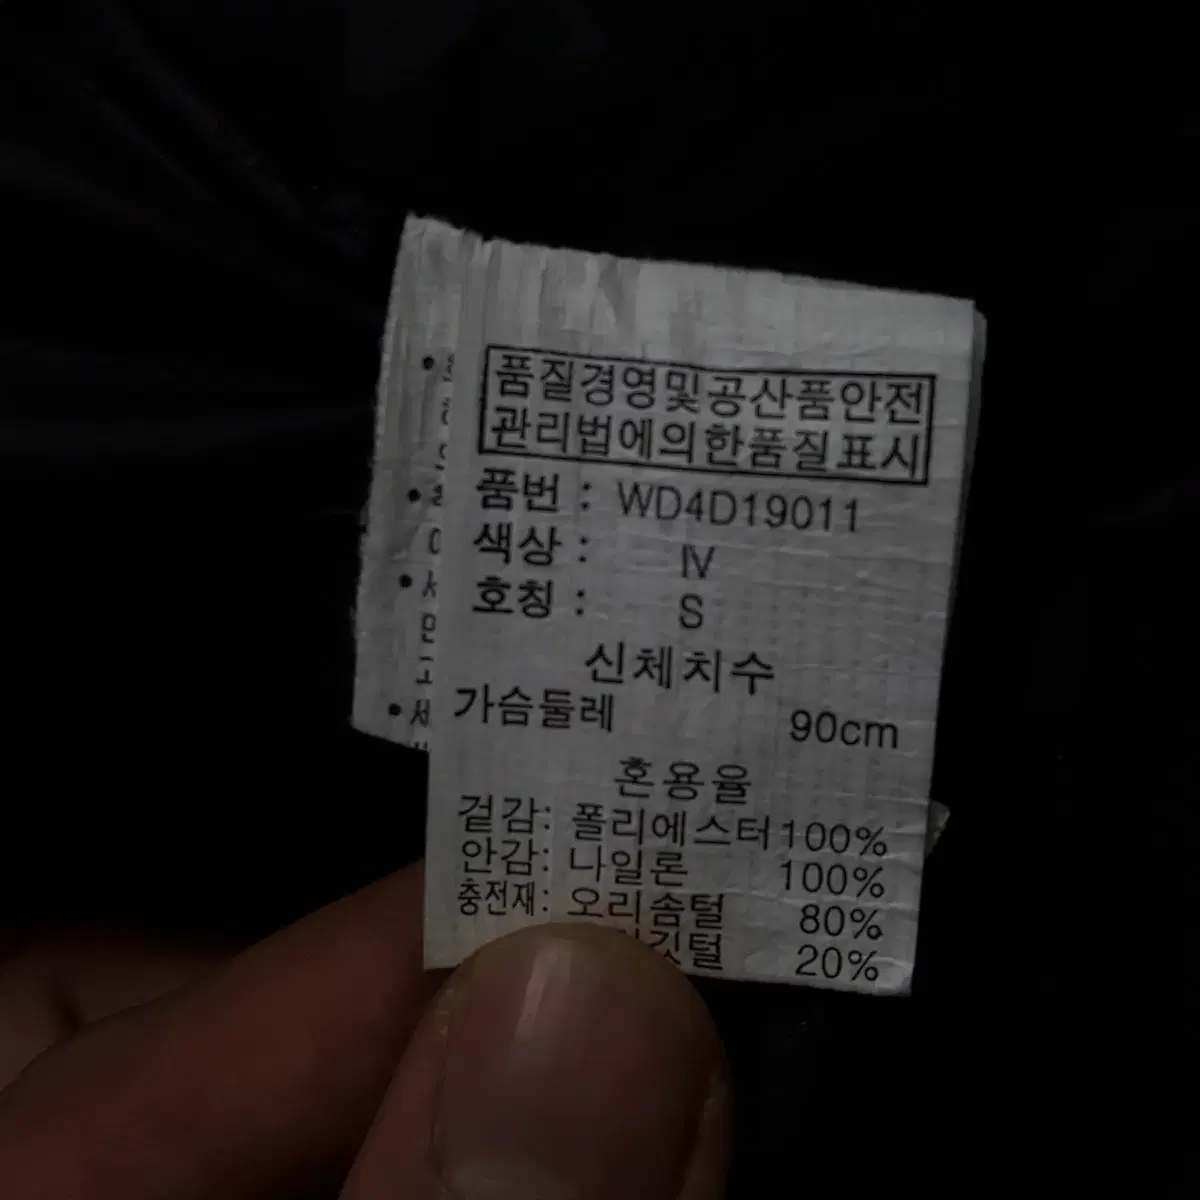 품질경영및공산품안전
관리법에의한품질표시
품번 : WD4D19011
색상 : IV
호칭 : S
신체치수
가슴둘레 90cm
혼용율
겉감: 폴리에스터 100%
안감: 나일론 100%
충전재: 오리솜털 80%
깃털 20%